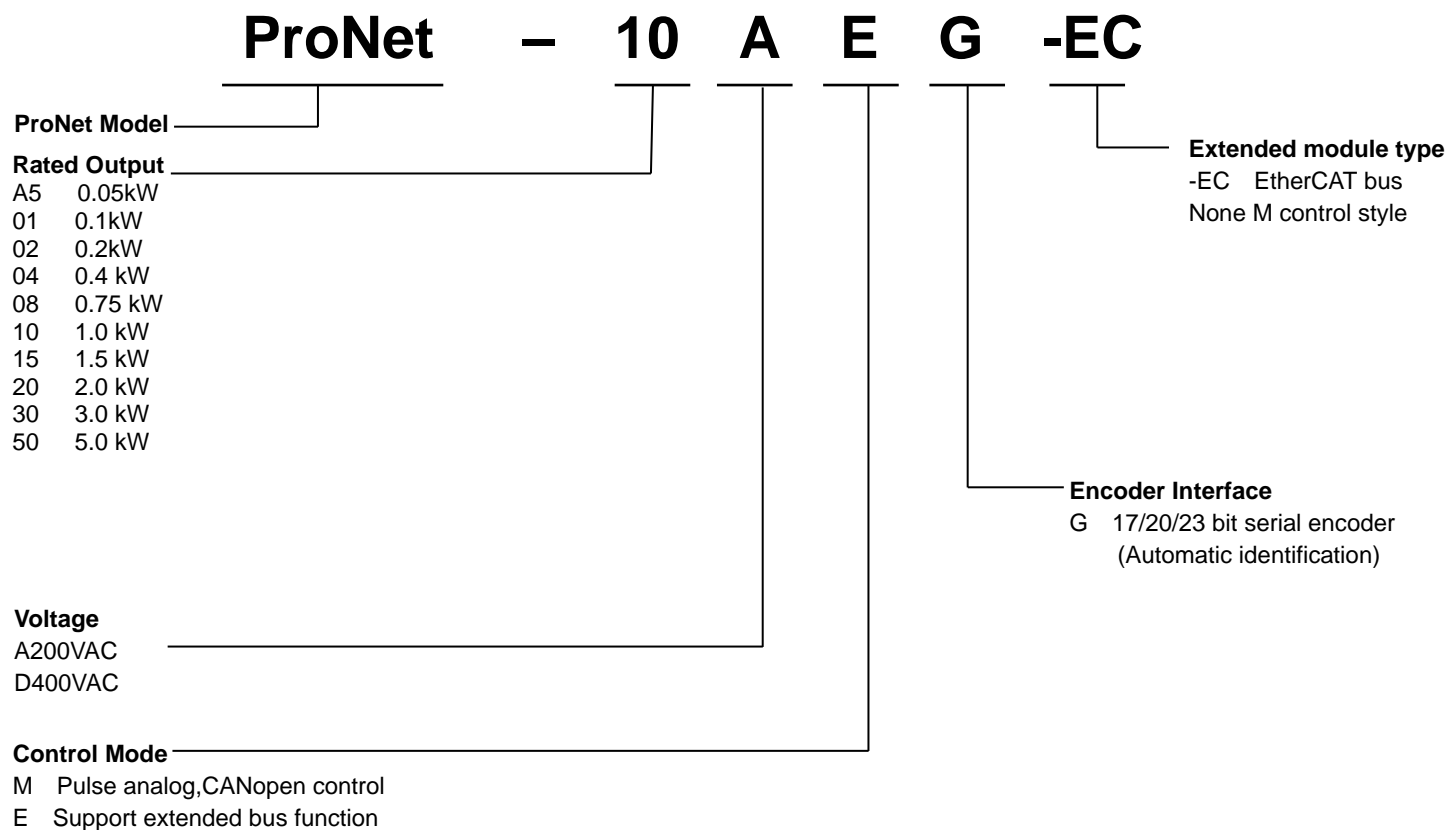 ProNet – 10 A E G -EC
ProNet Model
Rated Output
A5 0.05kW
01 0.1kW
02 0.2kW
04 0.4 kW
08 0.75 kW
10 1.0 kW
15 1.5 kW
20 2.0 kW
30 3.0 kW
50 5.0 kW
Voltage
A200VAC
D400VAC
Control Mode
M Pulse analog,CANopen control
E Support extended bus function
Extended module type
-EC EtherCAT bus
None M control style
Encoder Interface
G 17/20/23 bit serial encoder
(Automatic identification)